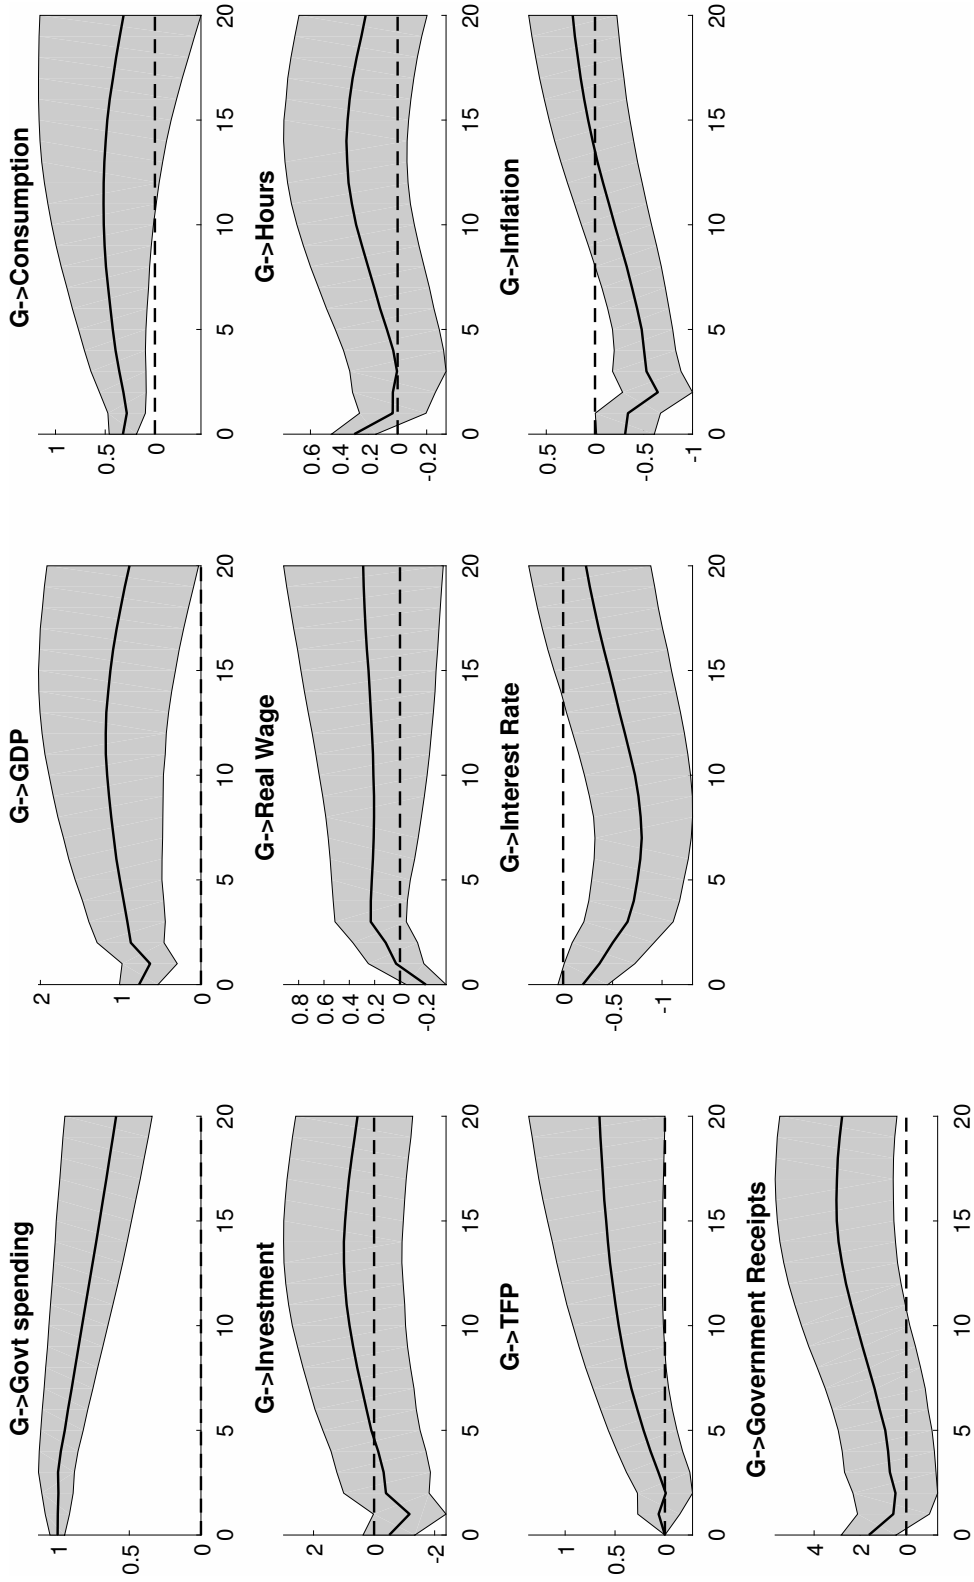 G->Govt spending
1
0.5
0
0 5 10 15 20
G->GDP
2
1
0
0 5 10 15 20
G->Consumption
1
0.5
0
0 5 10 15 20
G->Investment
2
0
-2
0 5 10 15 20
G->Real Wage
0.8
0.6
0.4
0.2
0
-0.2
0 5 10 15 20
G->Hours
0.6
0.4
0.2
0
-0.2
0 5 10 15 20
G->TFP
1
0.5
0
0 5 10 15 20
G->Interest Rate
0
-0.5
-1
0 5 10 15 20
G->Inflation
0.5
0
-0.5
-1
0 5 10 15 20
G->Government Receipts
4
2
0
0 5 10 15 20